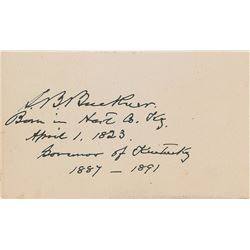 S. B. Buckner.
Born in Hart Co. Ky.
April 1, 1823.
Governor of Kentucky
1887 — 1891